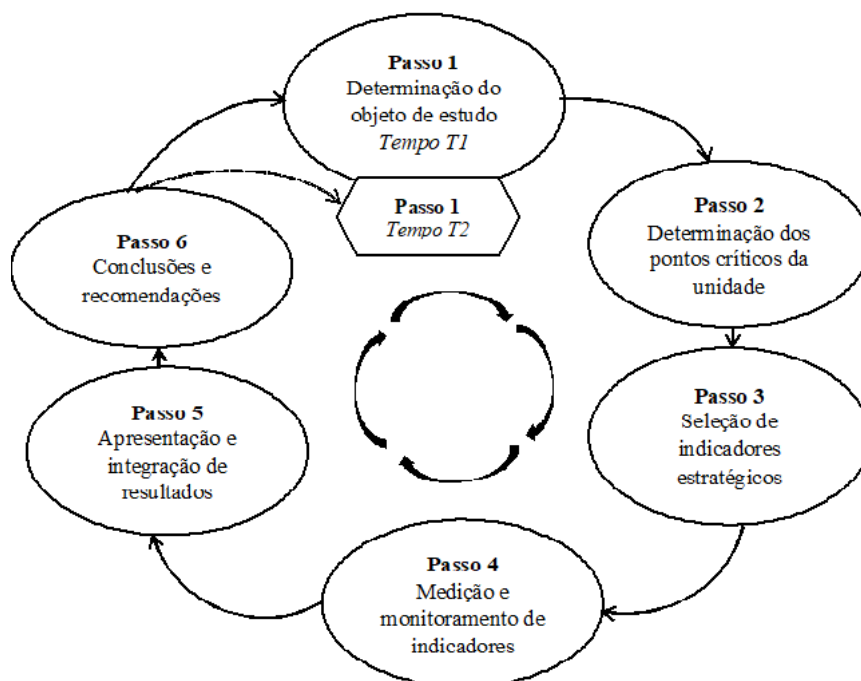 Passo 1
Determinação do
objeto de estudo
Tempo T1
Passo 1
Tempo T2
Passo 2
Determinação dos
pontos críticos da
unidade
Passo 3
Seleção de
indicadores
estratégicos
Passo 4
Medição e
monitoramento de
indicadores
Passo 5
Apresentação e
integração de
resultados
Passo 6
Conclusões e
recomendações